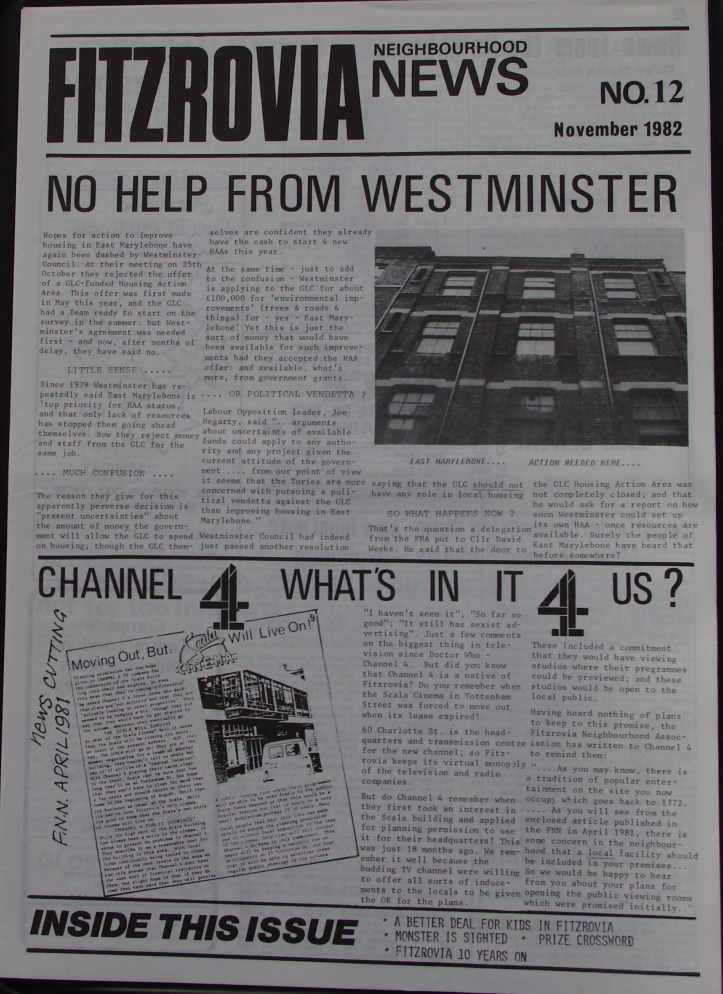 FITZROVIA
NEIGHBOURHOOD
NEWS
NO.12
November 1982
NO HELP FROM WESTMINSTER
Hopes for action to improve
housing in East Marylebone have
again been dashed by Westminster
Council. At their meeting on 25th
October they rejected the offer
of a GLC-funded Housing Action
Area. This offer was first made
in May this year, and the GLC
had a Team ready to start on the
survey in the summer: but West-
minster's agreement was needed
first - and now, after months of
delay, they have said no.
LITTLE SENSE .....
Since 1979 Westminster has re-
peatedly said East Marylebone is
'top priority for HAA status,
and that only lack of resources
has stopped them going ahead
themselves. Now they reject money
and staff from the GLC for the
same job.
.... MUCH CONFUSION ....
The reason they give for this
apparently perverse decision is
"present uncertainties" about
the amount of money the govern-
ment will allow the GLC to spend
on housing; though the GLC them-
selves are confident they already
have the cash to start 4 new
HAAs this year.
At the same time - just to add
to the confusion - Westminster
is applying to the GLC for about
£100,000 for 'environmental imp-
rovements' (trees & roads &
things) for - yes - East Mary-
lebone! Yet this is just the
sort of money that would have
been available for such improve-
ments had they accepted the HAA
offer: and available, what's
more, from government grants.
.... OR POLITICAL VENDETTA ?
Labour Opposition leader, Joe
Hegarty, said "...arguments
about uncertainty of available
funds could apply to any autho-
rity and any project given the
current attitude of the govern-
ment .... from our point of view
it seems that the Tories are more
concerned with pursuing a poli-
tical vendetta against the GLC
than improving housing in East
Marylebone."
Westminster Council had indeed
just passed another resolution
EAST MARYLEBONE.... ACTION NEEDED HERE....
saying that the GLC should not
have any role in local housing
SO WHAT HAPPENS NOW ?
That's the question a delegation
from the FNA put to Cllr David
Weeks. He said that the door to
the GLC Housing Action Area was
not completely closed; and that
he would ask for a report on how
soon Westminster could set up
its own HAA - once resources are
available. Surely the people of
East Marylebone have heard that
before somewhere?
CHANNEL 4 WHAT'S IN IT 4 US?
NEWS CUTTING
F.N.N. APRIL 1981
Moving Out, But
Scala
CINEMA
Will Live On!
"I haven't seen it"; "So far so
good"; "It still has sexist ad-
vertising". Just a few comments
on the biggest thing in tele-
vision since Doctor Who -
Channel 4. But did you know
that Channel 4 is a native of
Fitzrovia? Do you remember when
the Scala Cinema in Tottenham
Street was forced to move out
when its lease expired?
60 Charlotte St. is the head-
quarters and transmission centre
for the new channel; so Fitz-
rovia keeps its virtual monopoly
of the television and radio
companies.
But do Channel 4 remember when
they first took an interest in
the Scala building and applied
for planning permission to use
it for their headquarters? This
was just 18 months ago. We rem-
ember it well because the
budding TV channel were willing
to offer all sorts of induce-
ments to the locals to be given
the OK for the plans.
These included a commitment
that they would have viewing
studios where their programmes
could be previewed; and these
studios would be open to the
local public.
Having heard nothing of plans
to keep to this promise, the
Fitzrovia Neighbourhood Assoc-
iation has written to Channel 4
to remind them:
"....As you may know, there is
a tradition of popular enter-
tainment on the site you now
occupy which goes back to 1772.
.... As you will see from the
enclosed article published in
the FNN in April 1981, there is
some concern in the neighbour-
hood that a local facility should
be included in your premises...
So we would be happy to hear
from you about your plans for
opening the public viewing rooms
which were promised initially.."
INSIDE THIS ISSUE
• A BETTER DEAL FOR KIDS IN FITZROVIA
• MONSTER IS SIGHTED • PRIZE CROSSWORD
• FITZROVIA 10 YEARS ON